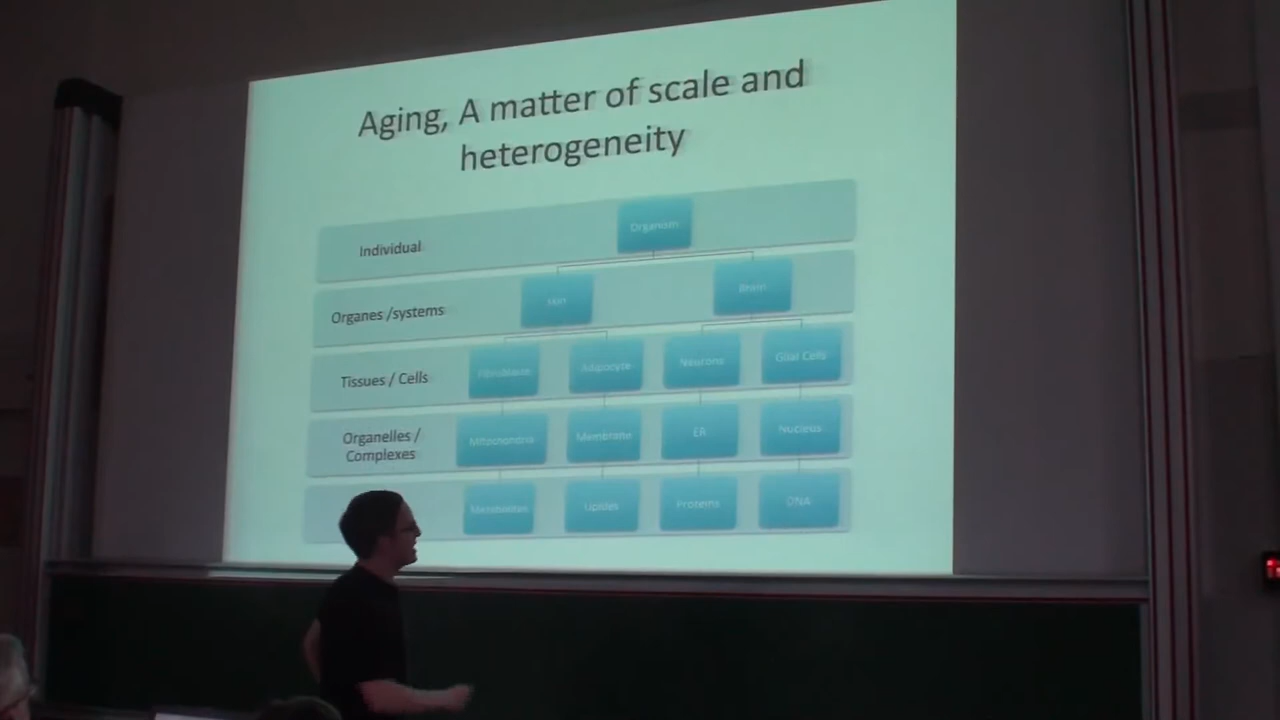 Aging, A matter of scale and
heterogeneity
Individual
Organism
Organes /systems
Skin
Brain
Tissues / Cells
Fibroblasts
Adipocyte
Neurons
Glial Cells
Organelles /
Complexes
Mitochondria
Membrane
ER
Nucleus
Metabolites
Lipides
Proteins
DNA